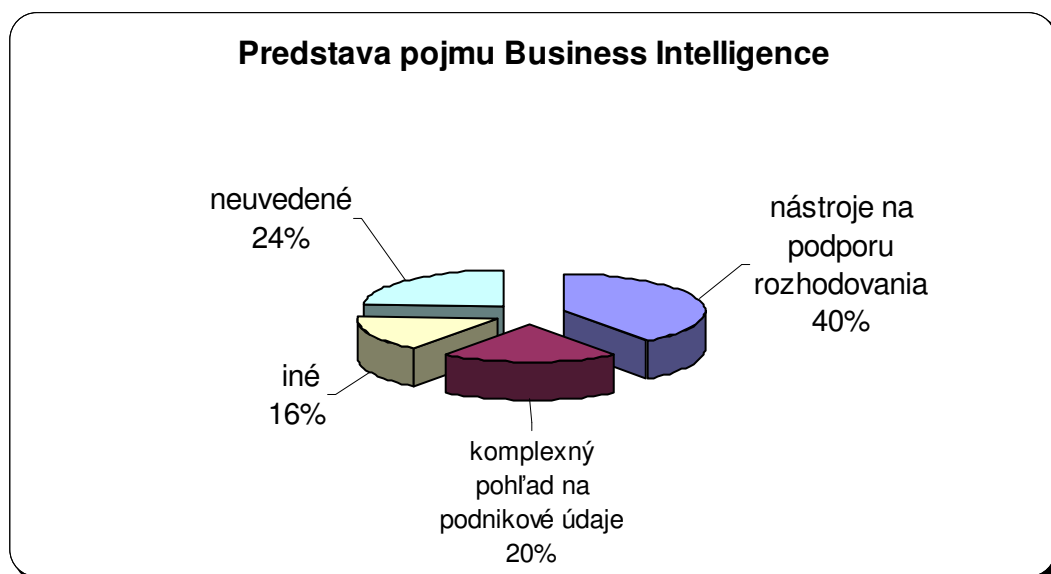 Predstava pojmu Business Intelligence
neuvedené
24%
nástroje na
podporu
rozhodovania
40%
iné
16%
komplexný
pohľad na
podnikové údaje
20%